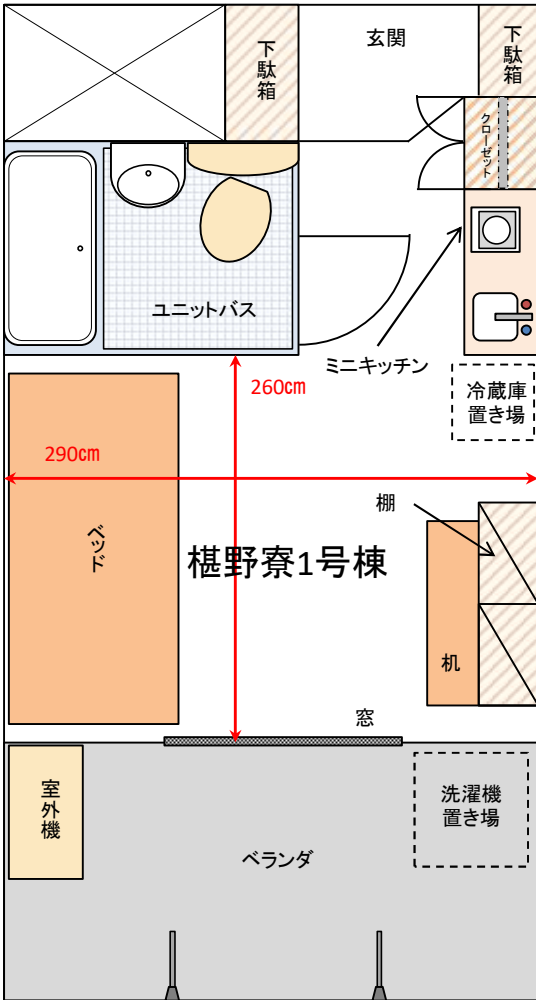 下駄箱
玄関
下駄箱
クローゼット
ユニットバス
ミニキッチン
260㎝
冷蔵庫
置き場
290㎝
棚
ベッド
椹野寮1号棟
机
窓
室外機
洗濯機
置き場
ベランダ